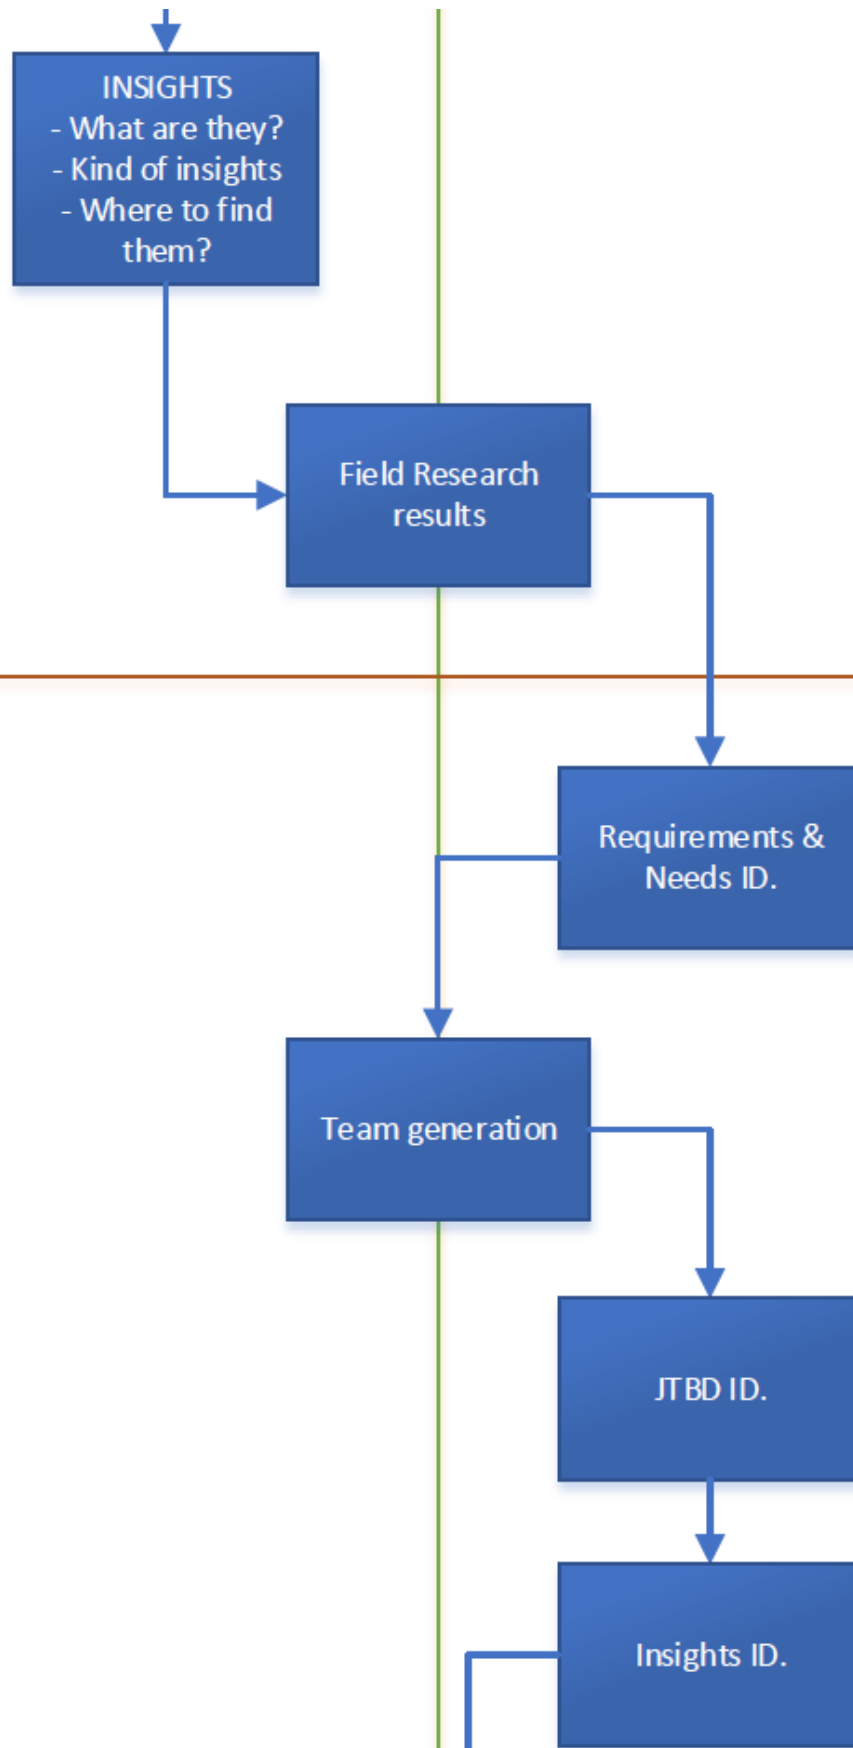 INSIGHTS
- What are they?
- Kind of insights
- Where to find
them?
Field Research
results
Requirements &
Needs ID.
Team generation
JTBD ID.
Insights ID.